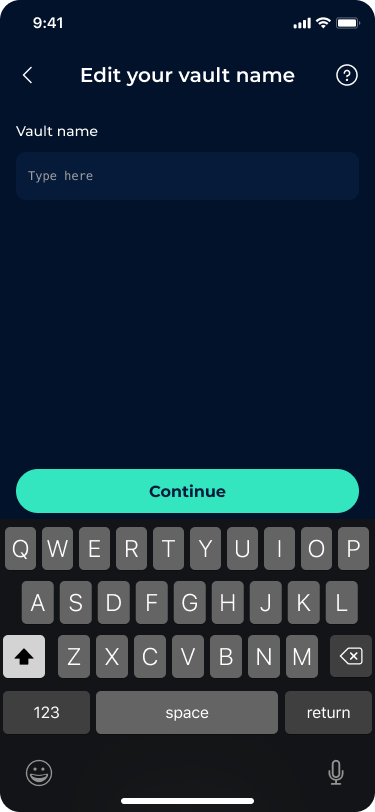 9:41
Edit your vault name
Vault name
Type here
Continue
Q W E R T Y U I O P
A S D F G H J K L
Z X C V B N M
123 space return